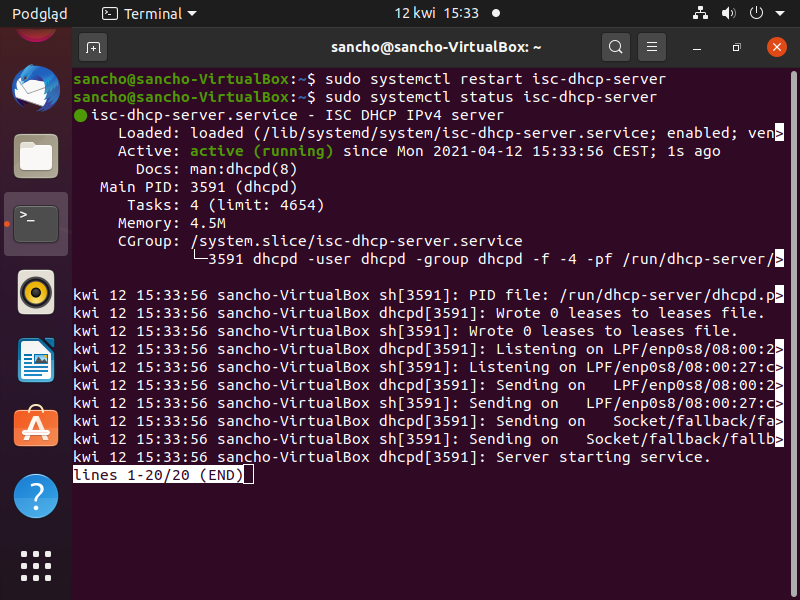 Podgląd Terminal 12 kwi 15:33
sancho@sancho-VirtualBox: ~
sancho@sancho-VirtualBox:~$ sudo systemctl restart isc-dhcp-server
sancho@sancho-VirtualBox:~$ sudo systemctl status isc-dhcp-server
● isc-dhcp-server.service - ISC DHCP IPv4 server
     Loaded: loaded (/lib/systemd/system/isc-dhcp-server.service; enabled; ven>
     Active: active (running) since Mon 2021-04-12 15:33:56 CEST; 1s ago
       Docs: man:dhcpd(8)
   Main PID: 3591 (dhcpd)
      Tasks: 4 (limit: 4654)
     Memory: 4.5M
     CGroup: /system.slice/isc-dhcp-server.service
             └─3591 dhcpd -user dhcpd -group dhcpd -f -4 -pf /run/dhcp-server/>
kwi 12 15:33:56 sancho-VirtualBox sh[3591]: PID file: /run/dhcp-server/dhcpd.p>
kwi 12 15:33:56 sancho-VirtualBox dhcpd[3591]: Wrote 0 leases to leases file.
kwi 12 15:33:56 sancho-VirtualBox sh[3591]: Wrote 0 leases to leases file.
kwi 12 15:33:56 sancho-VirtualBox dhcpd[3591]: Listening on LPF/enp0s8/08:00:2>
kwi 12 15:33:56 sancho-VirtualBox sh[3591]: Listening on LPF/enp0s8/08:00:27:c>
kwi 12 15:33:56 sancho-VirtualBox dhcpd[3591]: Sending on   LPF/enp0s8/08:00:2>
kwi 12 15:33:56 sancho-VirtualBox sh[3591]: Sending on   LPF/enp0s8/08:00:27:c>
kwi 12 15:33:56 sancho-VirtualBox dhcpd[3591]: Sending on   Socket/fallback/fa>
kwi 12 15:33:56 sancho-VirtualBox sh[3591]: Sending on   Socket/fallback/fallb>
kwi 12 15:33:56 sancho-VirtualBox dhcpd[3591]: Server starting service.
lines 1-20/20 (END)